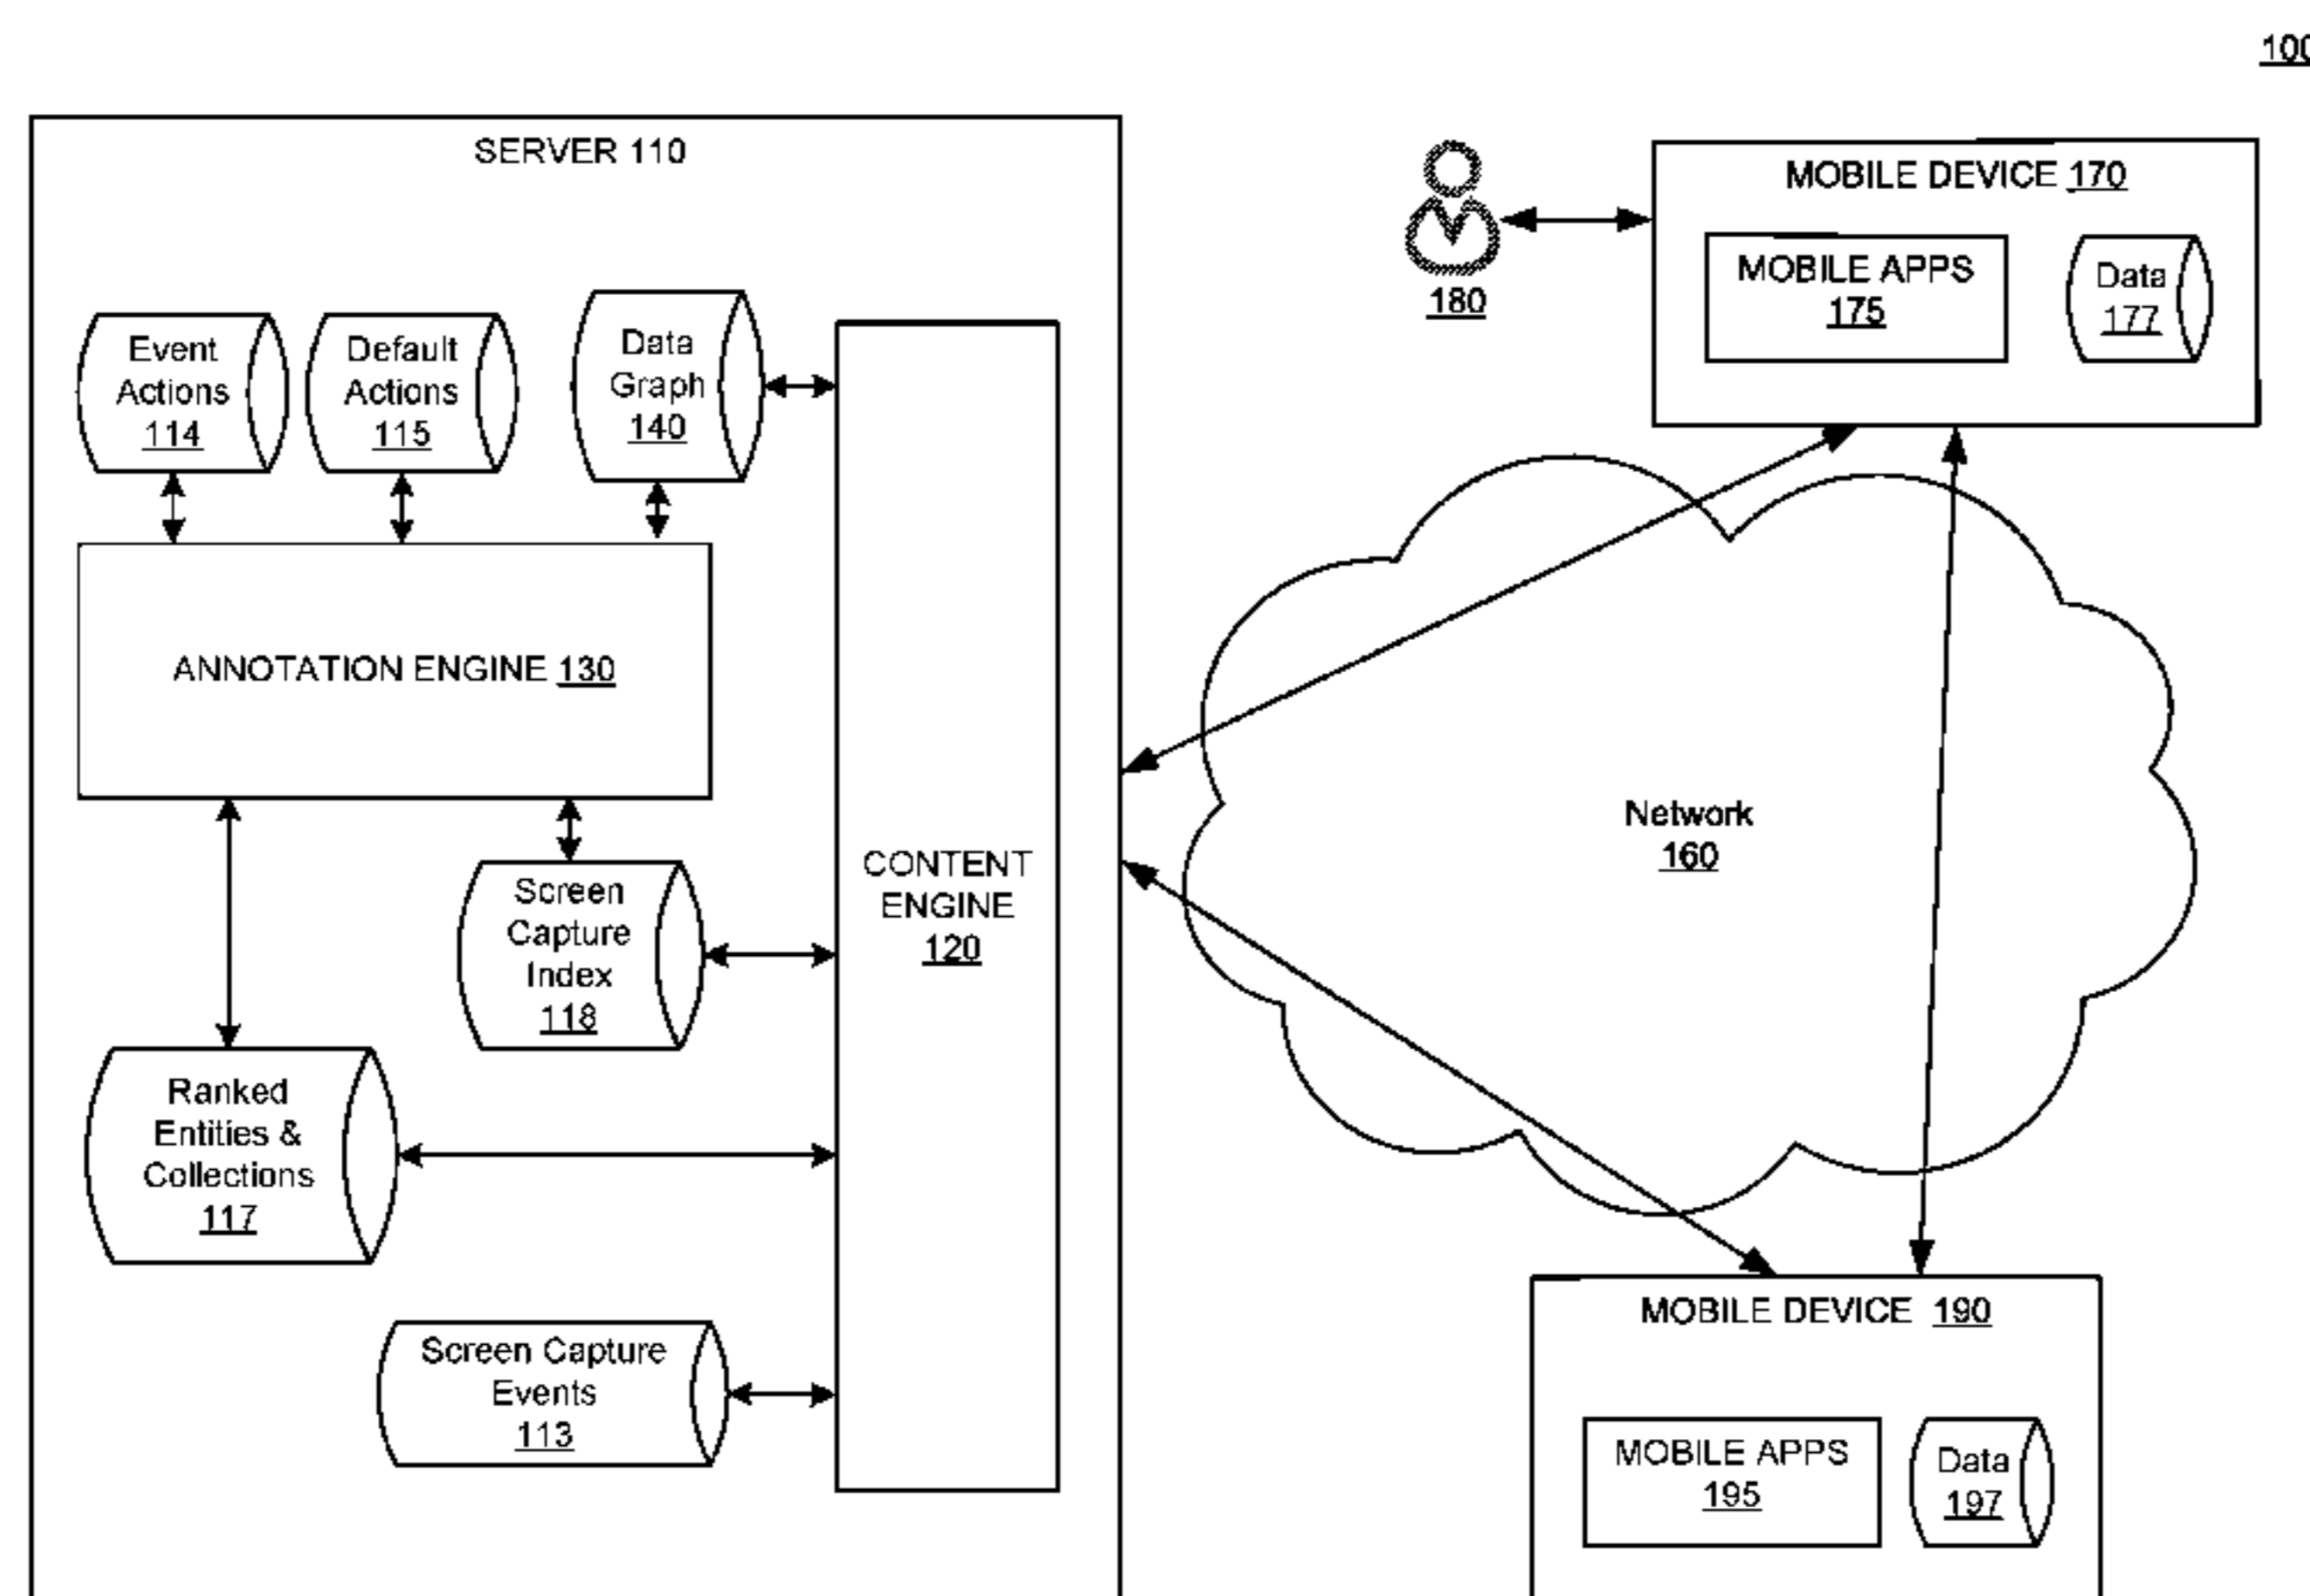 100
SERVER 110
Event
Actions
114
Default
Actions
115
Data
Graph
140
ANNOTATION ENGINE 130
Screen
Capture
Index
118
Ranked
Entities &
Collections
117
Screen Capture
Events
113
CONTENT
ENGINE
120
180
MOBILE DEVICE 170
MOBILE APPS
175
Data
177
Network
160
MOBILE DEVICE 190
MOBILE APPS
195
Data
197